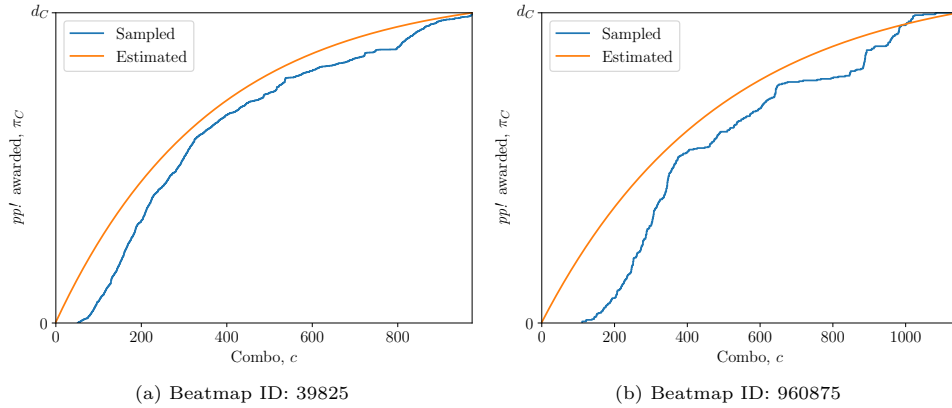 d_C
Sampled
Estimated
pp! awarded, π_C
0
0 200 400 600 800
Combo, c
(a) Beatmap ID: 39825
d_C
Sampled
Estimated
pp! awarded, π_C
0
0 200 400 600 800 1000
Combo, c
(b) Beatmap ID: 960875